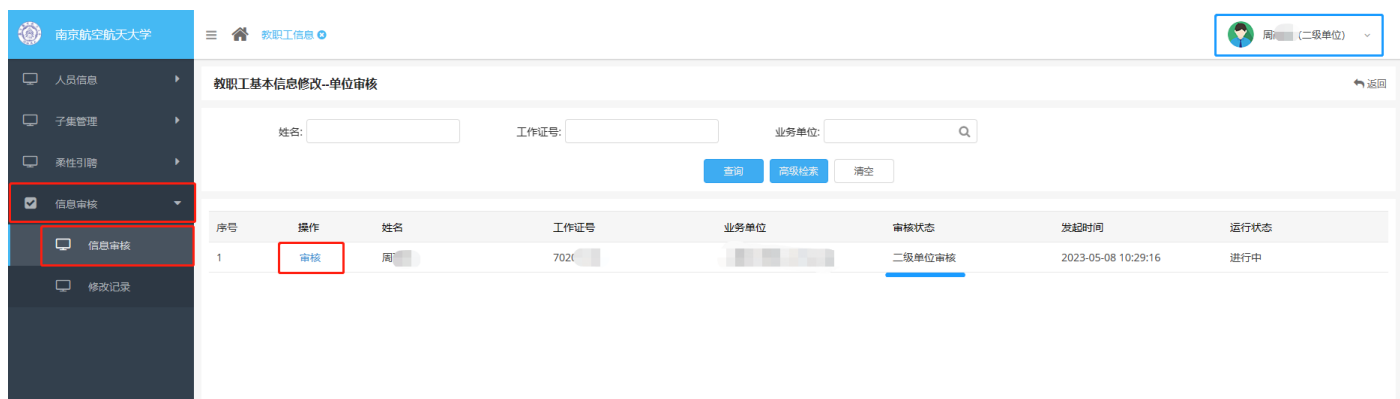 南京航空航天大学
教职工信息
周 (二级单位)
人员信息
子集管理
柔性引聘
信息审核
信息审核
修改记录
教职工基本信息修改--单位审核
返回
姓名: 工作证号: 业务单位:
查询 高级检索 清空
序号 操作 姓名 工作证号 业务单位 审核状态 发起时间 运行状态
1 审核 周 702 二级单位审核 2023-05-08 10:29:16 进行中